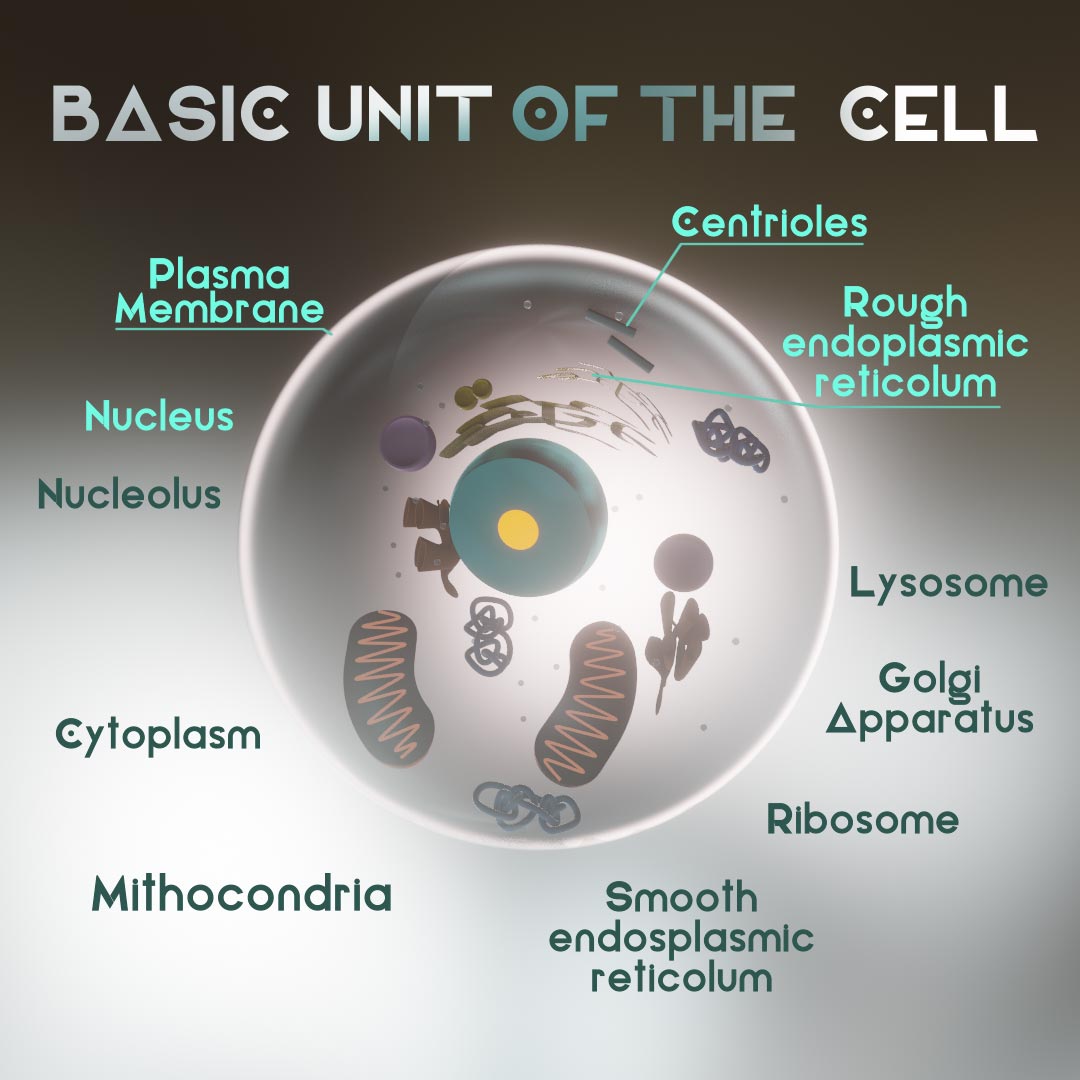 BASIC UNIT OF THE CELL
Centrioles
Plasma
Membrane
Rough
endoplasmic
reticolum
Nucleus
Nucleolus
Lysosome
Golgi
Apparatus
Cytoplasm
Ribosome
Mithocondria
Smooth
endosplasmic
reticolum